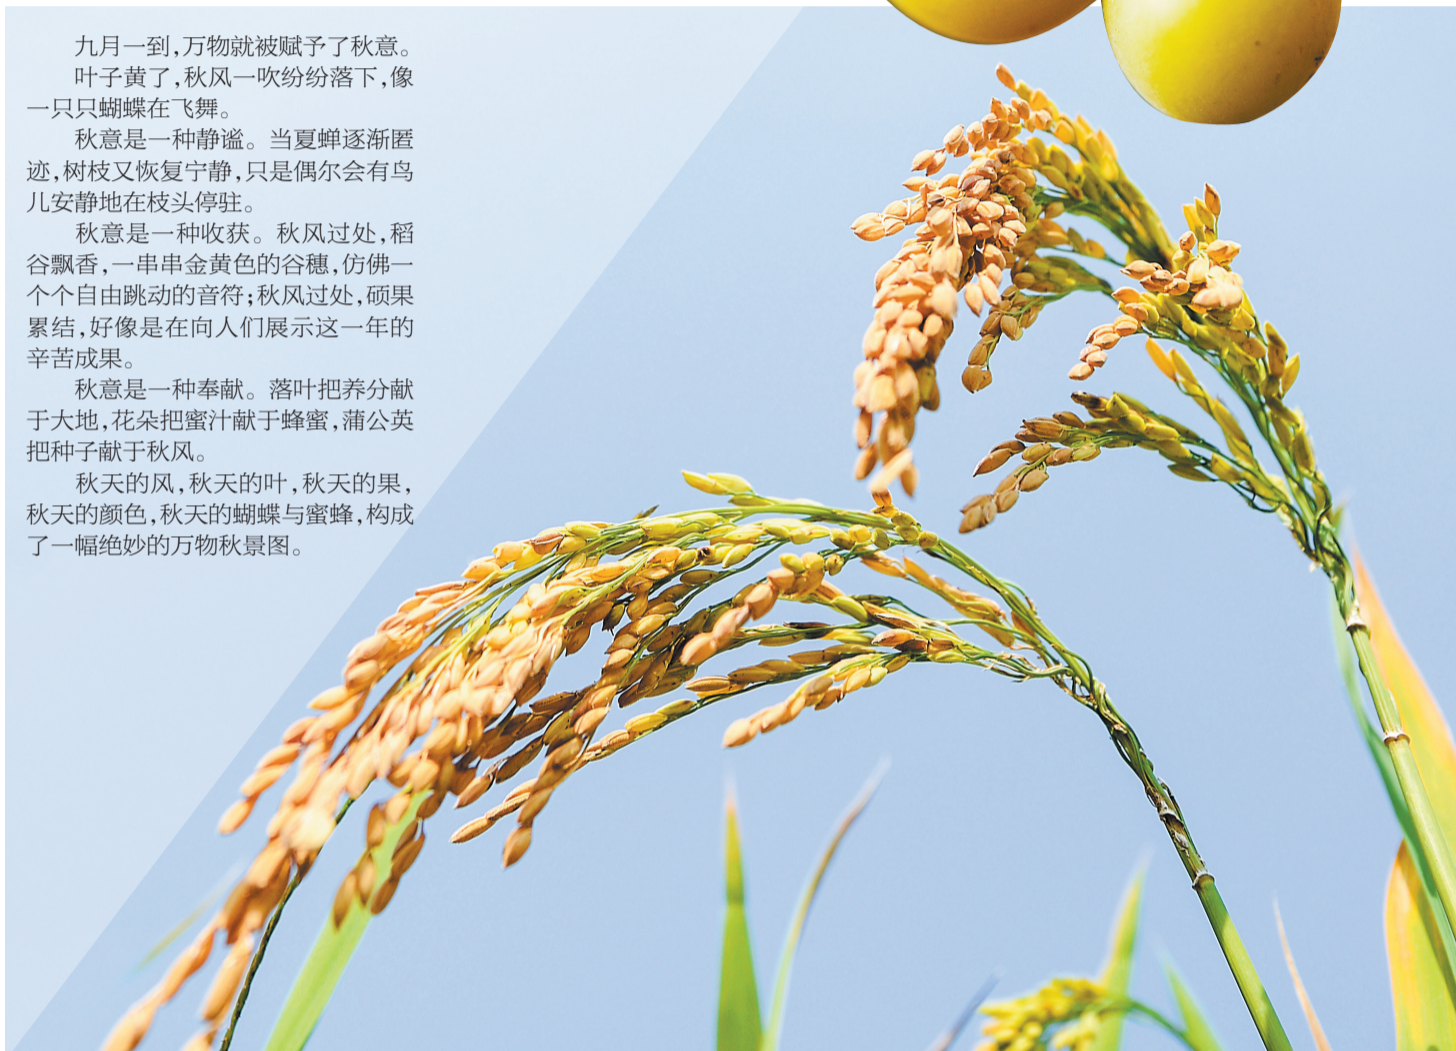 九月一到,万物就被赋予了秋意。
叶子黄了,秋风一吹纷纷落下,像
一只只蝴蝶在飞舞。
秋意是一种静谧。当夏蝉逐渐匿
迹,树枝又恢复宁静,只是偶尔会有鸟
儿安静地在枝头停驻。
秋意是一种收获。秋风过处,稻
谷飘香,一串串金黄色的谷穗,仿佛一
个个自由跳动的音符;秋风过处,硕果
累结,好像是在向人们展示这一年的
辛苦成果。
秋意是一种奉献。落叶把养分献
于大地,花朵把蜜汁献于蜂蜜,蒲公英
把种子献于秋风。
秋天的风,秋天的叶,秋天的果,
秋天的颜色,秋天的蝴蝶与蜜蜂,构成
了一幅绝妙的万物秋景图。